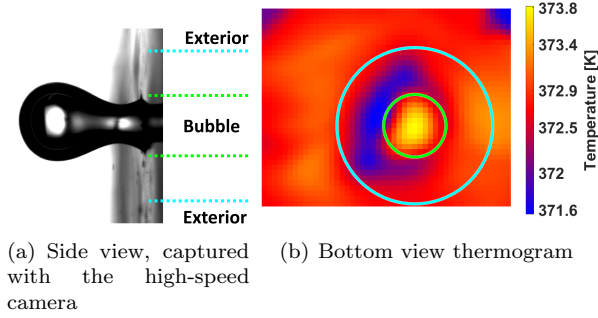 Exterior
Bubble
Exterior
373.8
373.4
372.9
372.5
372
371.6
Temperature [K]
(a) Side view, captured
with the high-speed
camera
(b) Bottom view thermogram